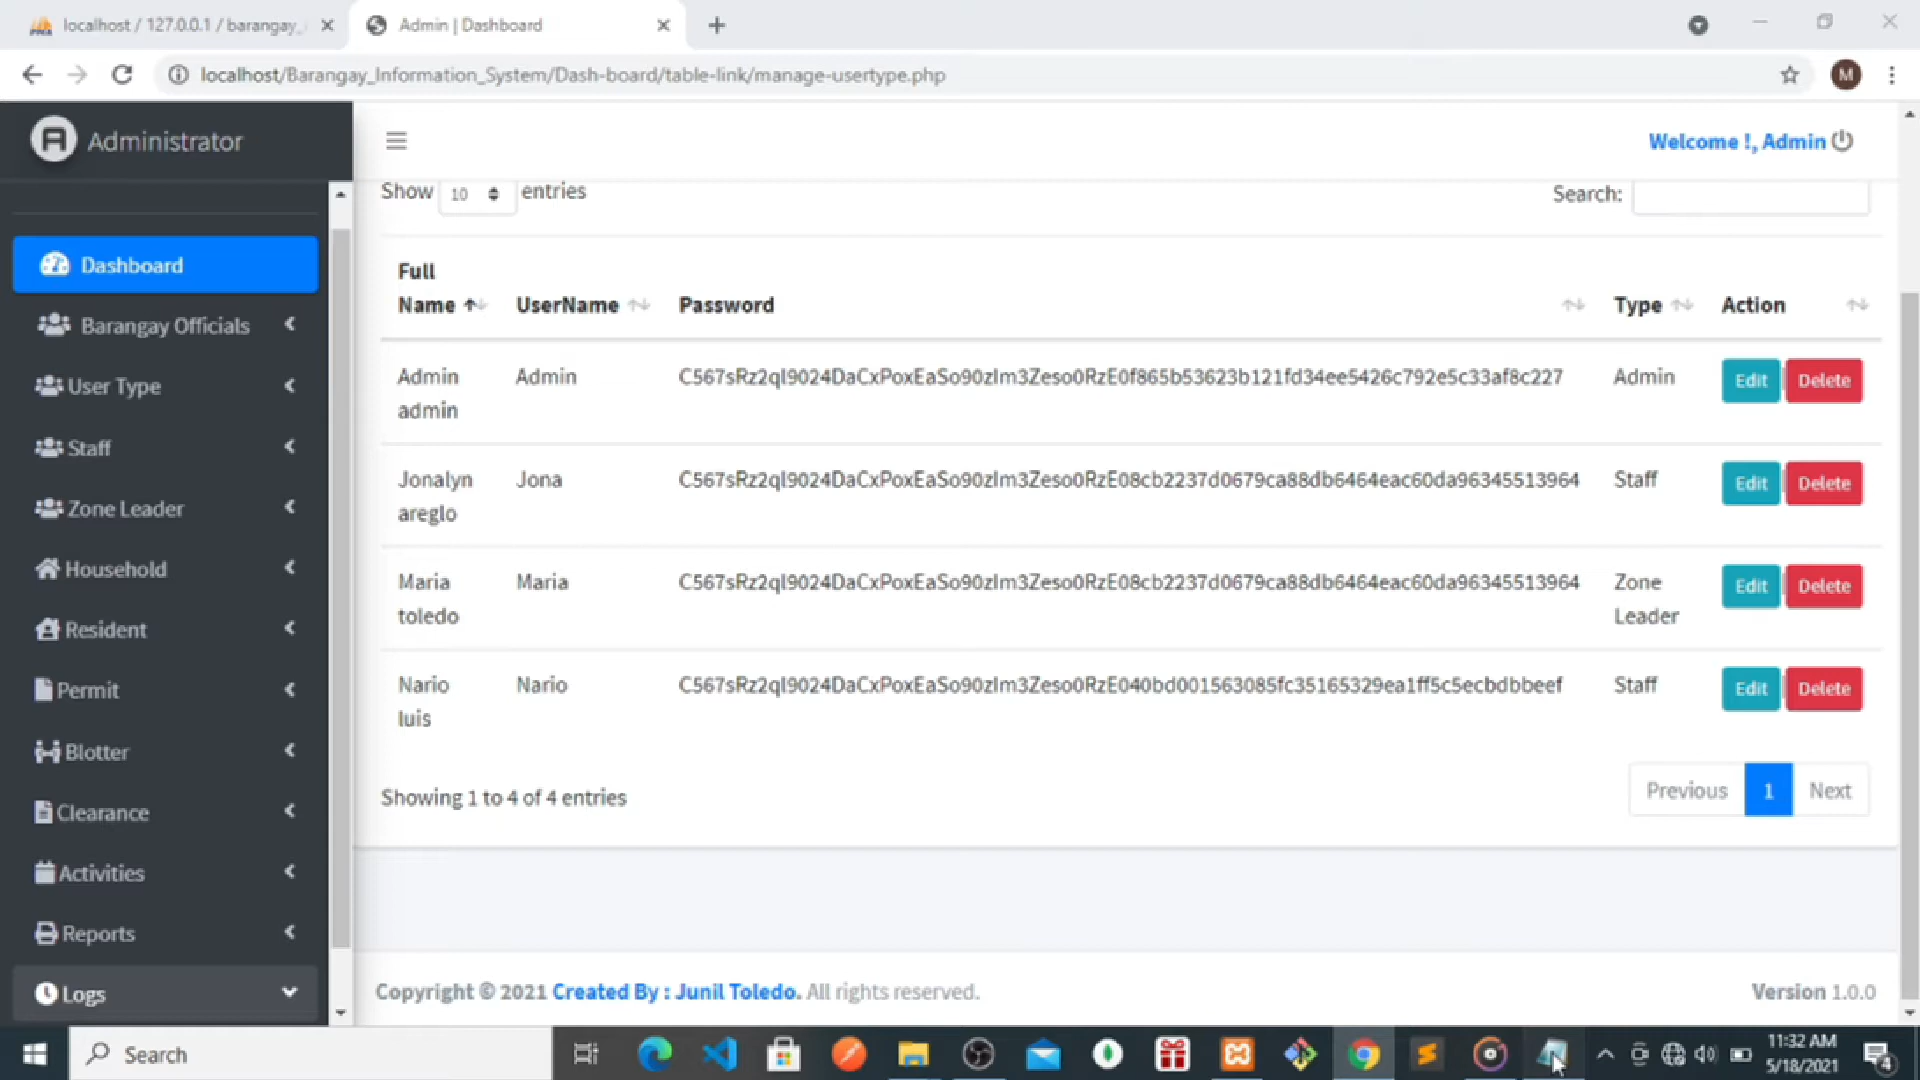 localhost / 127.0.0.1 / barangay_
Admin | Dashboard
localhost/Barangay_Information_System/Dash-board/table-link/manage-usertype.php
M
Administrator
Welcome !, Admin
Show 10 entries
Search:
Dashboard
Barangay Officials
User Type
Staff
Zone Leader
Household
Resident
Permit
Blotter
Clearance
Activities
Reports
Logs
Full Name UserName Password Type Action
Admin admin Admin C567sRz2ql9024DaCxPoxEaSo90zIm3Zeso0RzE0f865b53623b121fd34ee5426c792e5c33af8c227 Admin Edit Delete
Jonalyn areglo Jona C567sRz2ql9024DaCxPoxEaSo90zIm3Zeso0RzE08cb2237d0679ca88db6464eac60da96345513964 Staff Edit Delete
Maria toledo Maria C567sRz2ql9024DaCxPoxEaSo90zIm3Zeso0RzE08cb2237d0679ca88db6464eac60da96345513964 Zone Leader Edit Delete
Nario luis Nario C567sRz2ql9024DaCxPoxEaSo90zIm3Zeso0RzE040bd001563085fc35165329ea1ff5c5ecbdbbeef Staff Edit Delete
Showing 1 to 4 of 4 entries
Previous 1 Next
Copyright © 2021 Created By : Junil Toledo. All rights reserved.
Version 1.0.0
Search
11:32 AM
5/18/2021
4